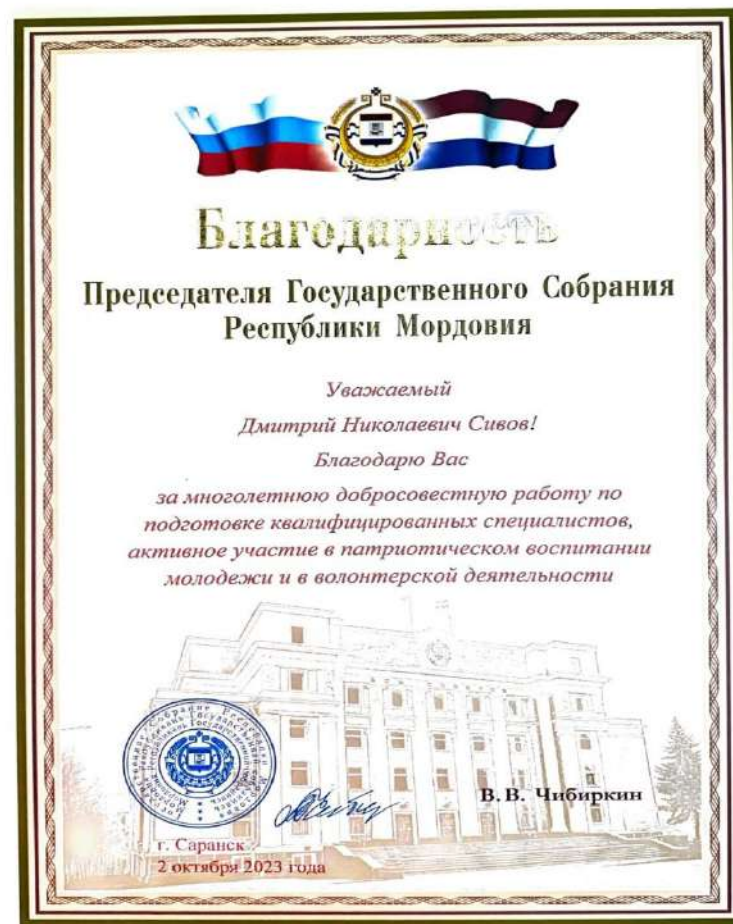 Благодарность
Председателя Государственного Собрания
Республики Мордовия
Уважаемый
Дмитрий Николаевич Сивов!
Благодарю Вас
за многолетнюю добросовестную работу по
подготовке квалифицированных специалистов,
активное участие в патриотическом воспитании
молодежи и в волонтерской деятельности
В. В. Чибиркин
г. Саранск
2 октября 2023 года